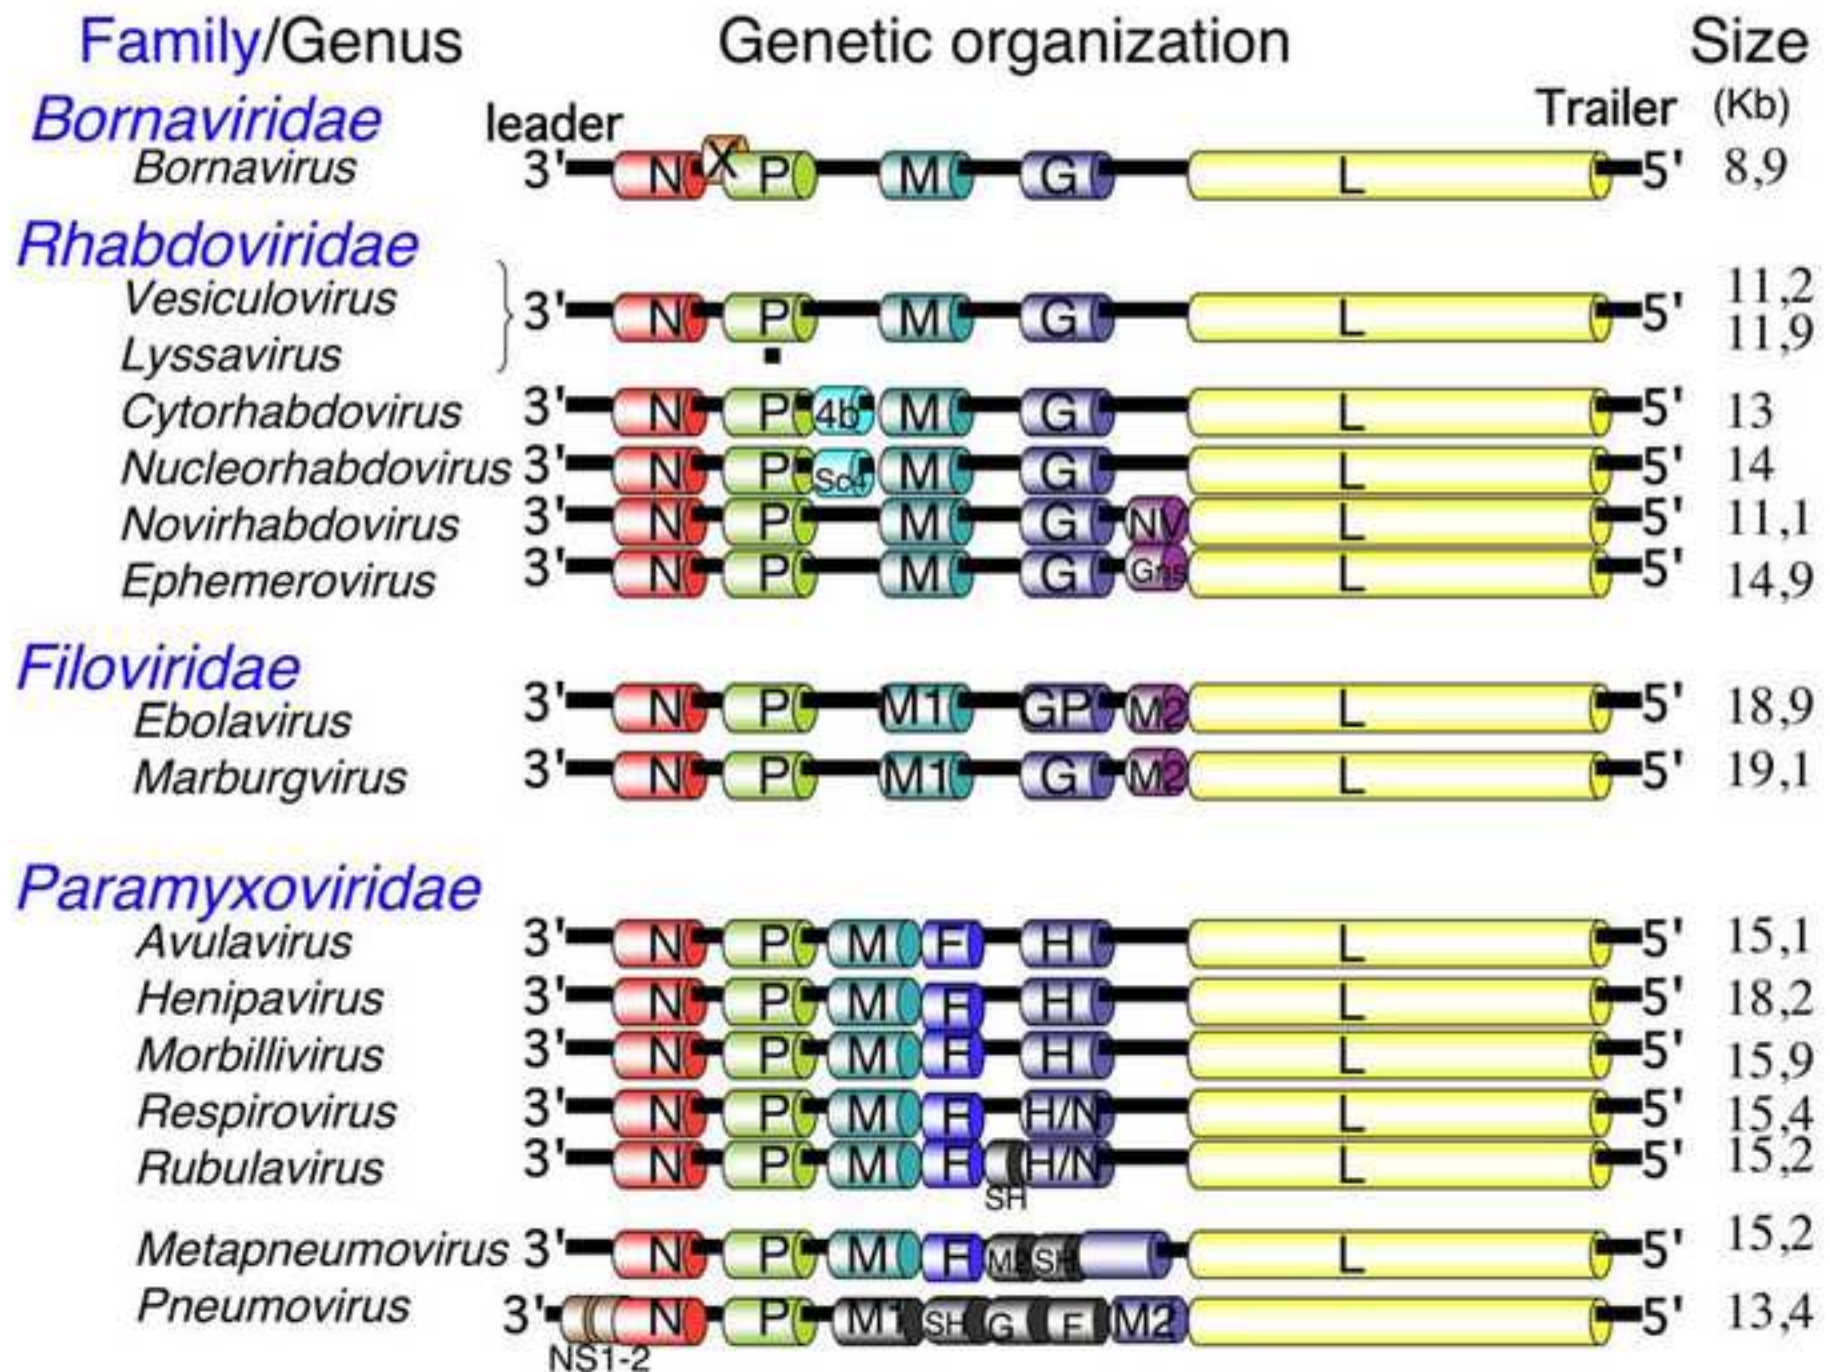 Family/Genus Genetic organization Size
Bornaviridae leader Trailer (Kb)
Bornavirus 3' N X P M G L 5' 8,9
Rhabdoviridae
Vesiculovirus 11,2
3' N P M G L 5'
Lyssavirus 11,9
Cytorhabdovirus 3' N P 4b M G L 5' 13
Nucleorhabdovirus 3' N P Sc4 M G L 5' 14
Novirhabdovirus 3' N P M G NV L 5' 11,1
Ephemerovirus 3' N P M G Gns L 5' 14,9
Filoviridae
Ebolavirus 3' N P M1 GP M2 L 5' 18,9
Marburgvirus 3' N P M1 G M2 L 5' 19,1
Paramyxoviridae
Avulavirus 3' N P M F H L 5' 15,1
Henipavirus 3' N P M F H L 5' 18,2
Morbillivirus 3' N P M F H L 5' 15,9
Respirovirus 3' N P M F H/N L 5' 15,4
Rubulavirus 3' N P M F H/N L 5' 15,2
SH
Metapneumovirus 3' N P M F M2 SH L 5' 15,2
Pneumovirus 3' N P M1 SH G F M2 5' 13,4
NS1-2